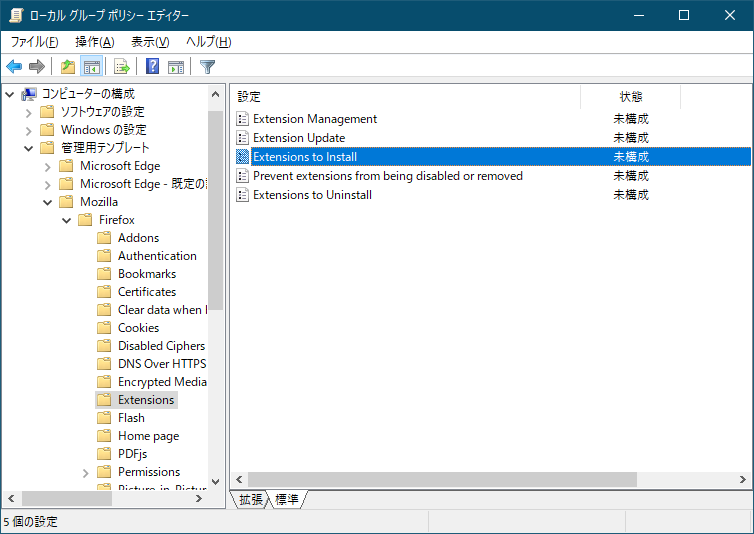 ローカル グループ ポリシー エディター
ファイル(F) 操作(A) 表示(V) ヘルプ(H)
コンピューターの構成
ソフトウェアの設定
Windows の設定
管理用テンプレート
Microsoft Edge
Microsoft Edge - 既定の
Mozilla
Firefox
Addons
Authentication
Bookmarks
Certificates
Clear data when
Cookies
Disabled Ciphers
DNS Over HTTPS
Encrypted Media
Extensions
Flash
Home page
PDFjs
Permissions
Picture-in-Pictur
設定 状態
Extension Management 未構成
Extension Update 未構成
Extensions to Install 未構成
Prevent extensions from being disabled or removed 未構成
Extensions to Uninstall 未構成
拡張 標準
5 個の設定